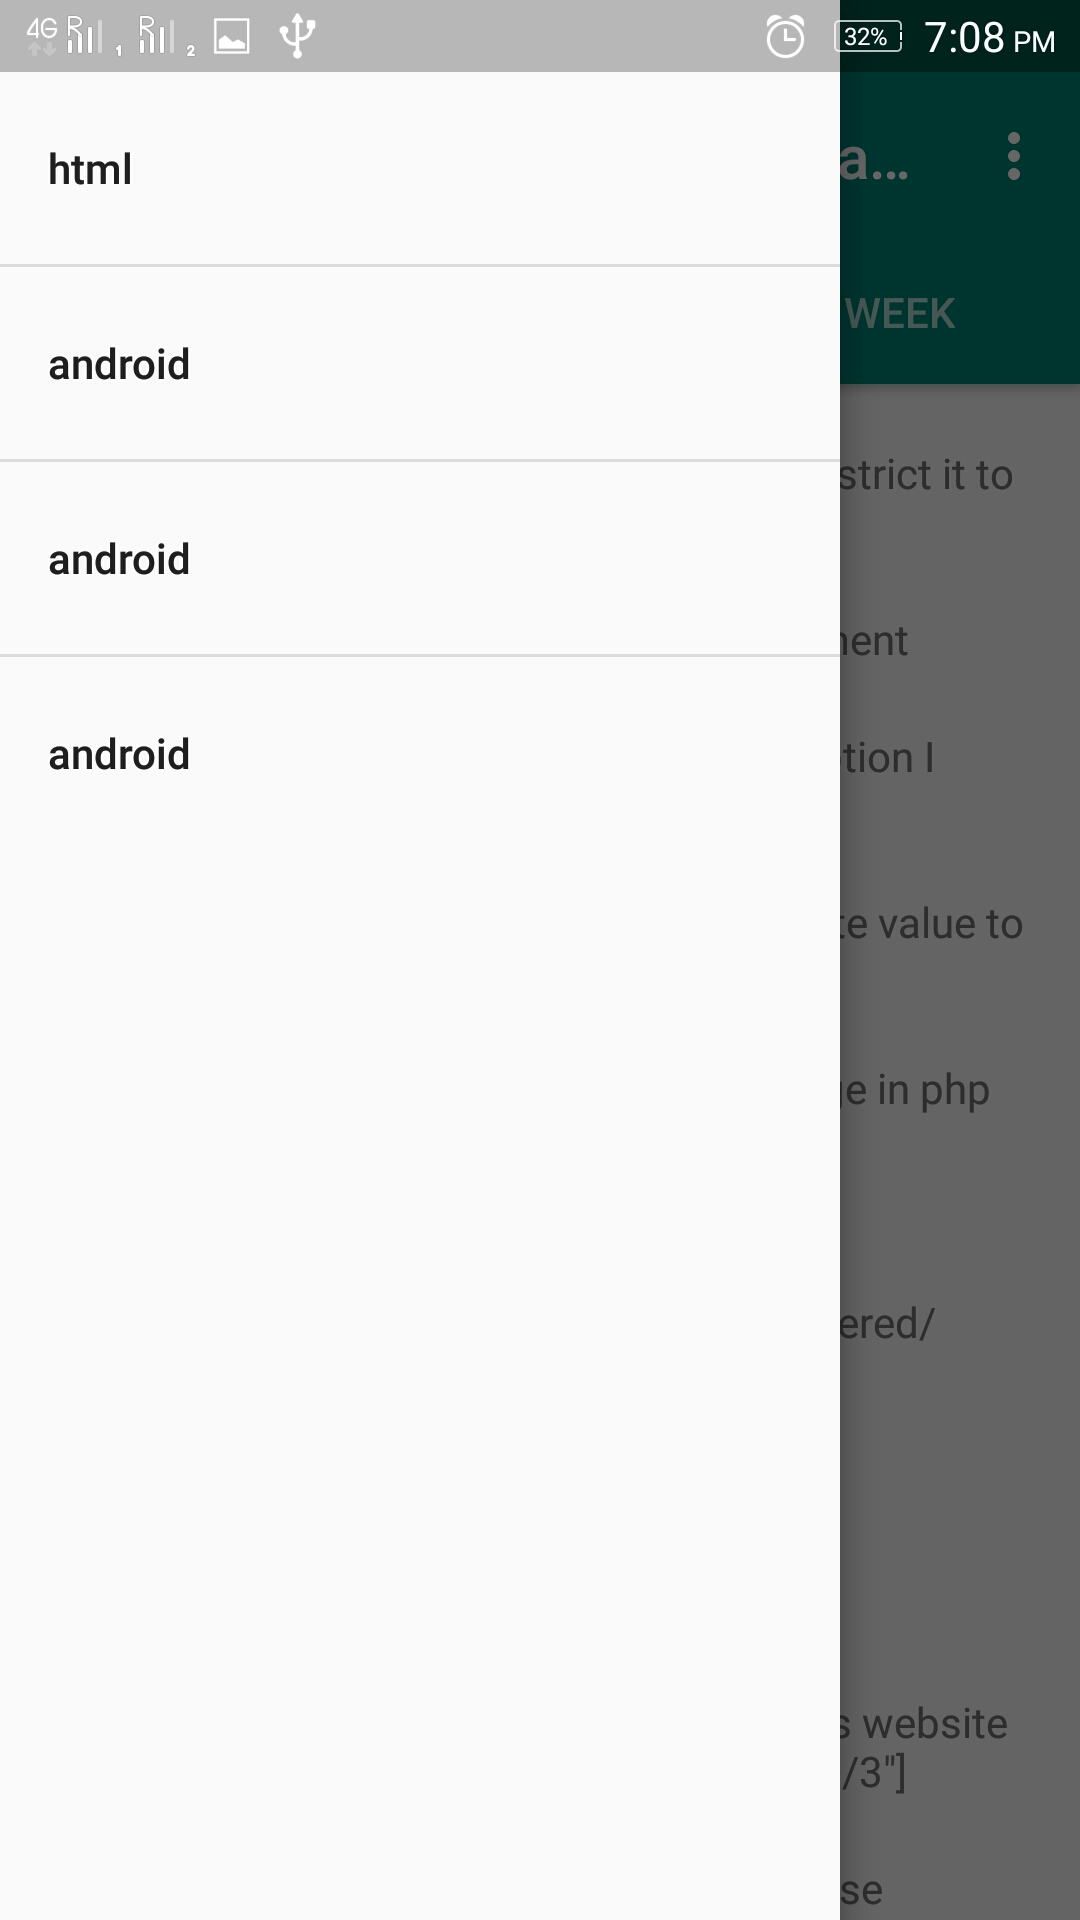 4G 1 2 32% 7:08 PM
a...
WEEK
html
android
android
android
strict it to
tion I
value to
in php
ered/
website
/3"]
se